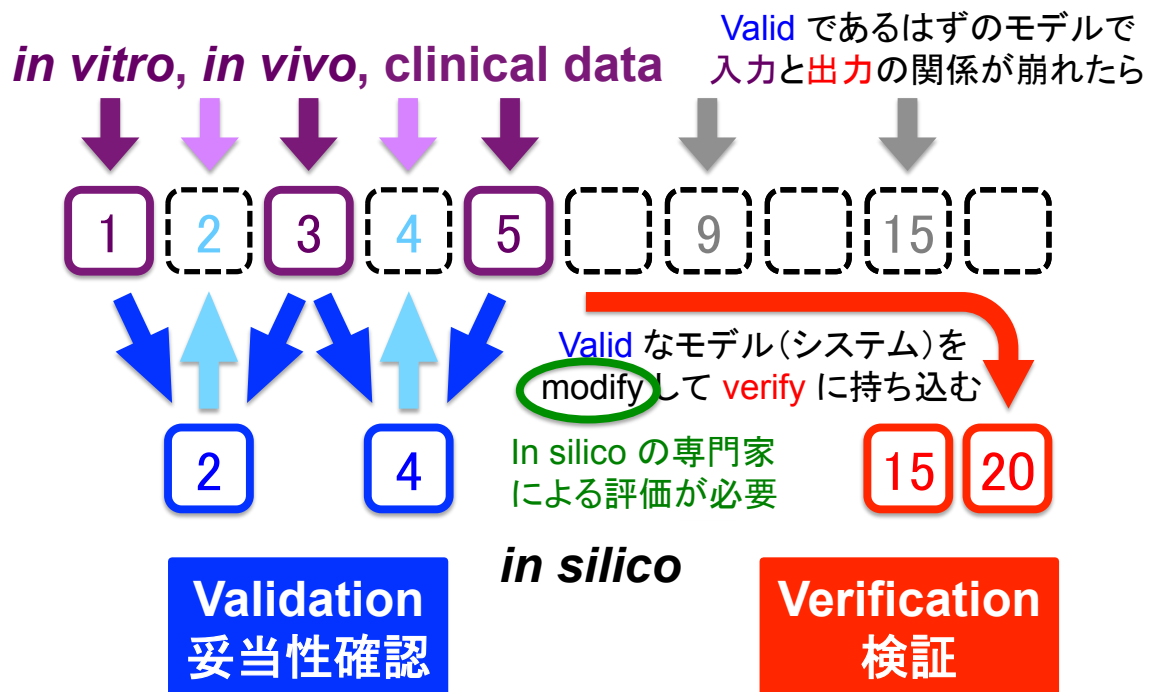 Valid であるはずのモデルで
in vitro, in vivo, clinical data
入力と出力の関係が崩れたら
1 2 3 4 5 9 15
Valid なモデル(システム)を
modify して verify に持ち込む
2 4
In silico の専門家
による評価が必要
15 20
in silico
Validation
妥当性確認
Verification
検証